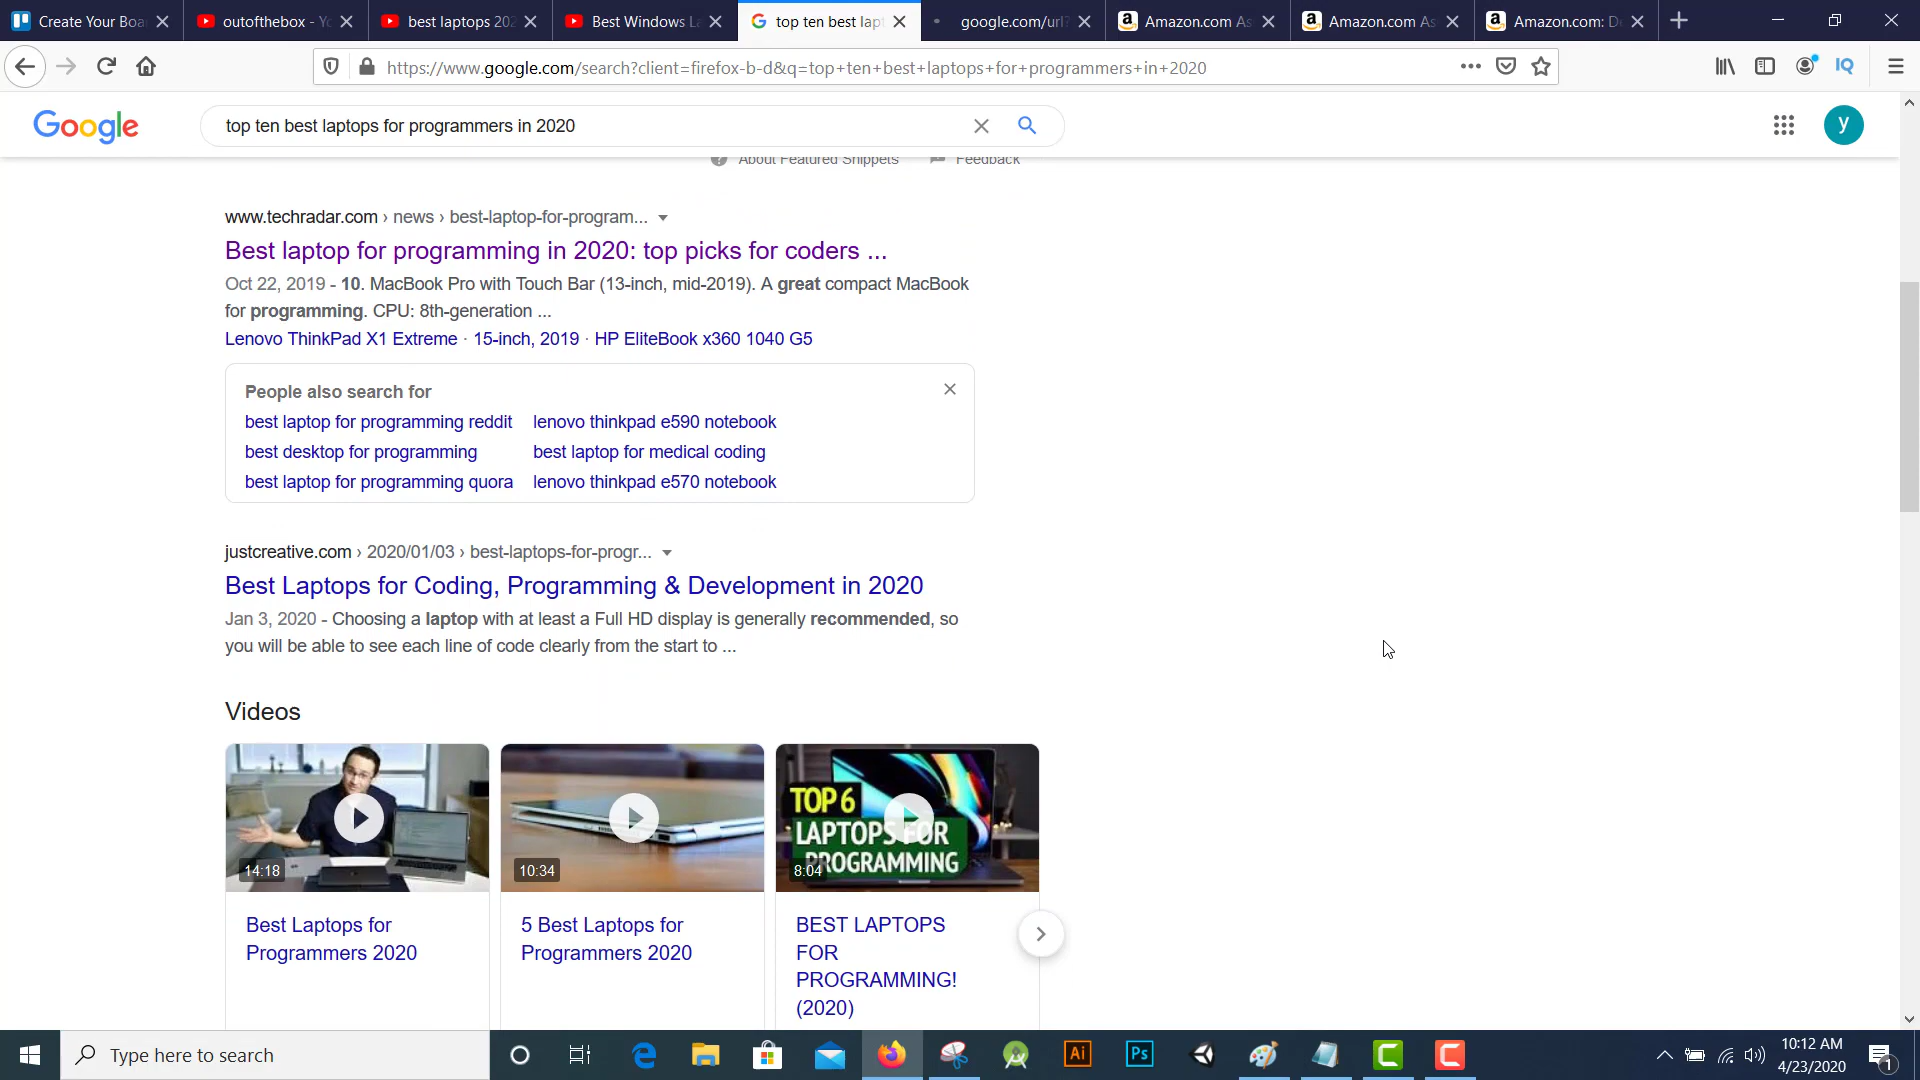 Create Your Boa
outofthebox - Yo
best laptops 202
Best Windows La
top ten best lapt
google.com/url?
Amazon.com As
Amazon.com As
Amazon.com: De
https://www.google.com/search?client=firefox-b-d&q=top+ten+best+laptops+for+programmers+in+2020
IQ
Google
top ten best laptops for programmers in 2020
y
About Featured Snippets
Feedback
www.techradar.com › news › best-laptop-for-program...
Best laptop for programming in 2020: top picks for coders ...
Oct 22, 2019 - 10. MacBook Pro with Touch Bar (13-inch, mid-2019). A great compact MacBook
for programming. CPU: 8th-generation ...
Lenovo ThinkPad X1 Extreme · 15-inch, 2019 · HP EliteBook x360 1040 G5
People also search for
best laptop for programming reddit
lenovo thinkpad e590 notebook
best desktop for programming
best laptop for medical coding
best laptop for programming quora
lenovo thinkpad e570 notebook
justcreative.com › 2020/01/03 › best-laptops-for-progr...
Best Laptops for Coding, Programming & Development in 2020
Jan 3, 2020 - Choosing a laptop with at least a Full HD display is generally recommended, so
you will be able to see each line of code clearly from the start to ...
Videos
14:18
10:34
TOP 6
LAPTOPS FOR
PROGRAMMING
8:04
Best Laptops for
Programmers 2020
5 Best Laptops for
Programmers 2020
BEST LAPTOPS
FOR
PROGRAMMING!
(2020)
Type here to search
Ai
Ps
10:12 AM
4/23/2020
1